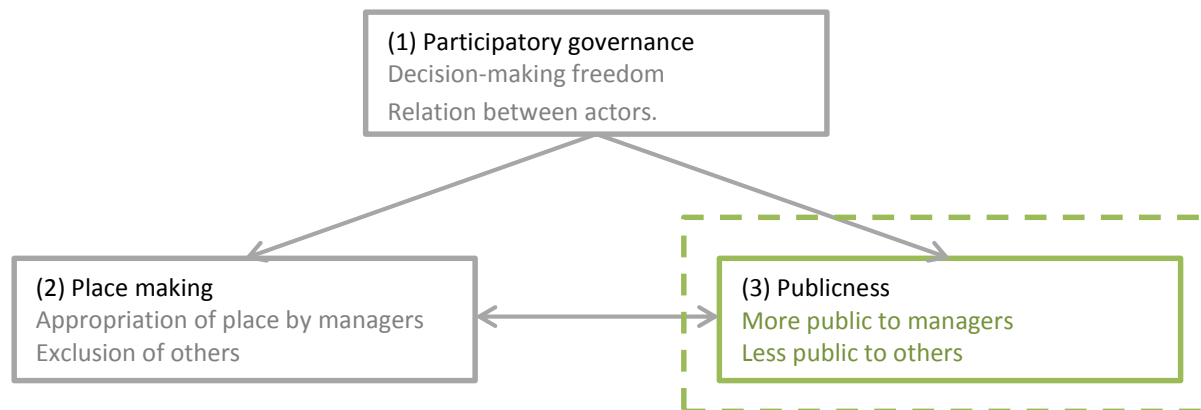 (1) Participatory governance
Decision-making freedom
Relation between actors.
(2) Place making
Appropriation of place by managers
Exclusion of others
(3) Publicness
More public to managers
Less public to others